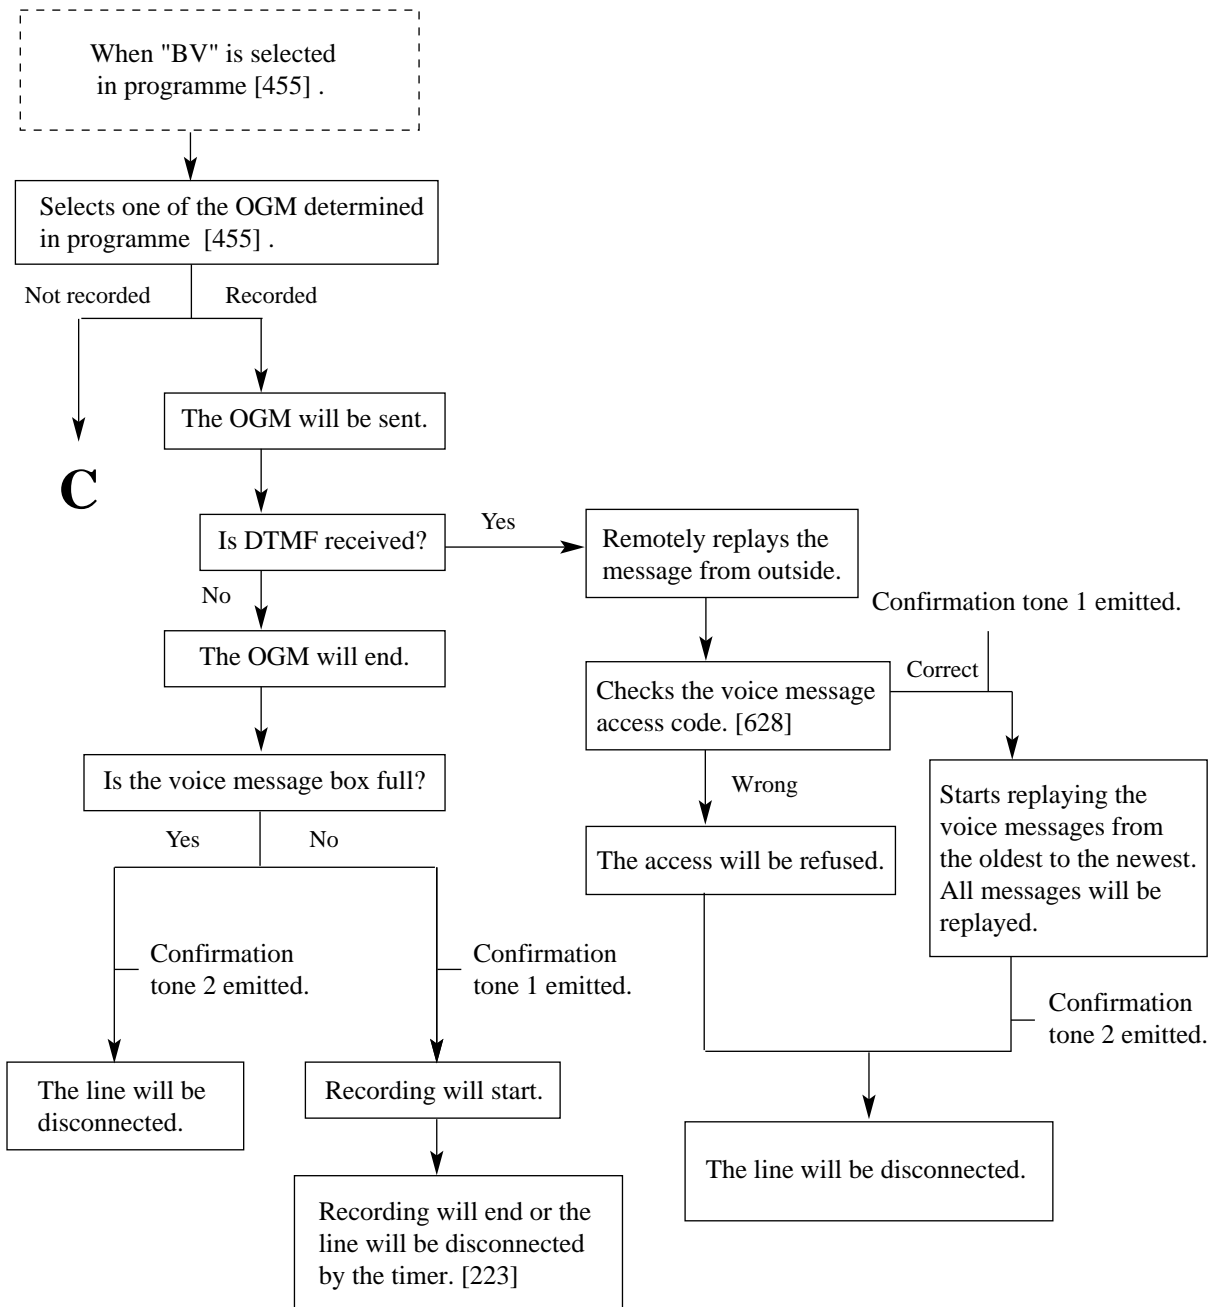 When "BV" is selected
in programme [455] .
Selects one of the OGM determined
in programme [455] .
Not recorded
Recorded
The OGM will be sent.
C
Is DTMF received?
Yes
Remotely replays the
message from outside.
No
Confirmation tone 1 emitted.
The OGM will end.
Correct
Checks the voice message
access code. [628]
Is the voice message box full?
Wrong
Starts replaying the
voice messages from
the oldest to the newest.
All messages will be
replayed.
Yes
No
The access will be refused.
Confirmation
tone 2 emitted.
Confirmation
tone 1 emitted.
Confirmation
tone 2 emitted.
The line will be
disconnected.
Recording will start.
The line will be disconnected.
Recording will end or the
line will be disconnected
by the timer. [223]